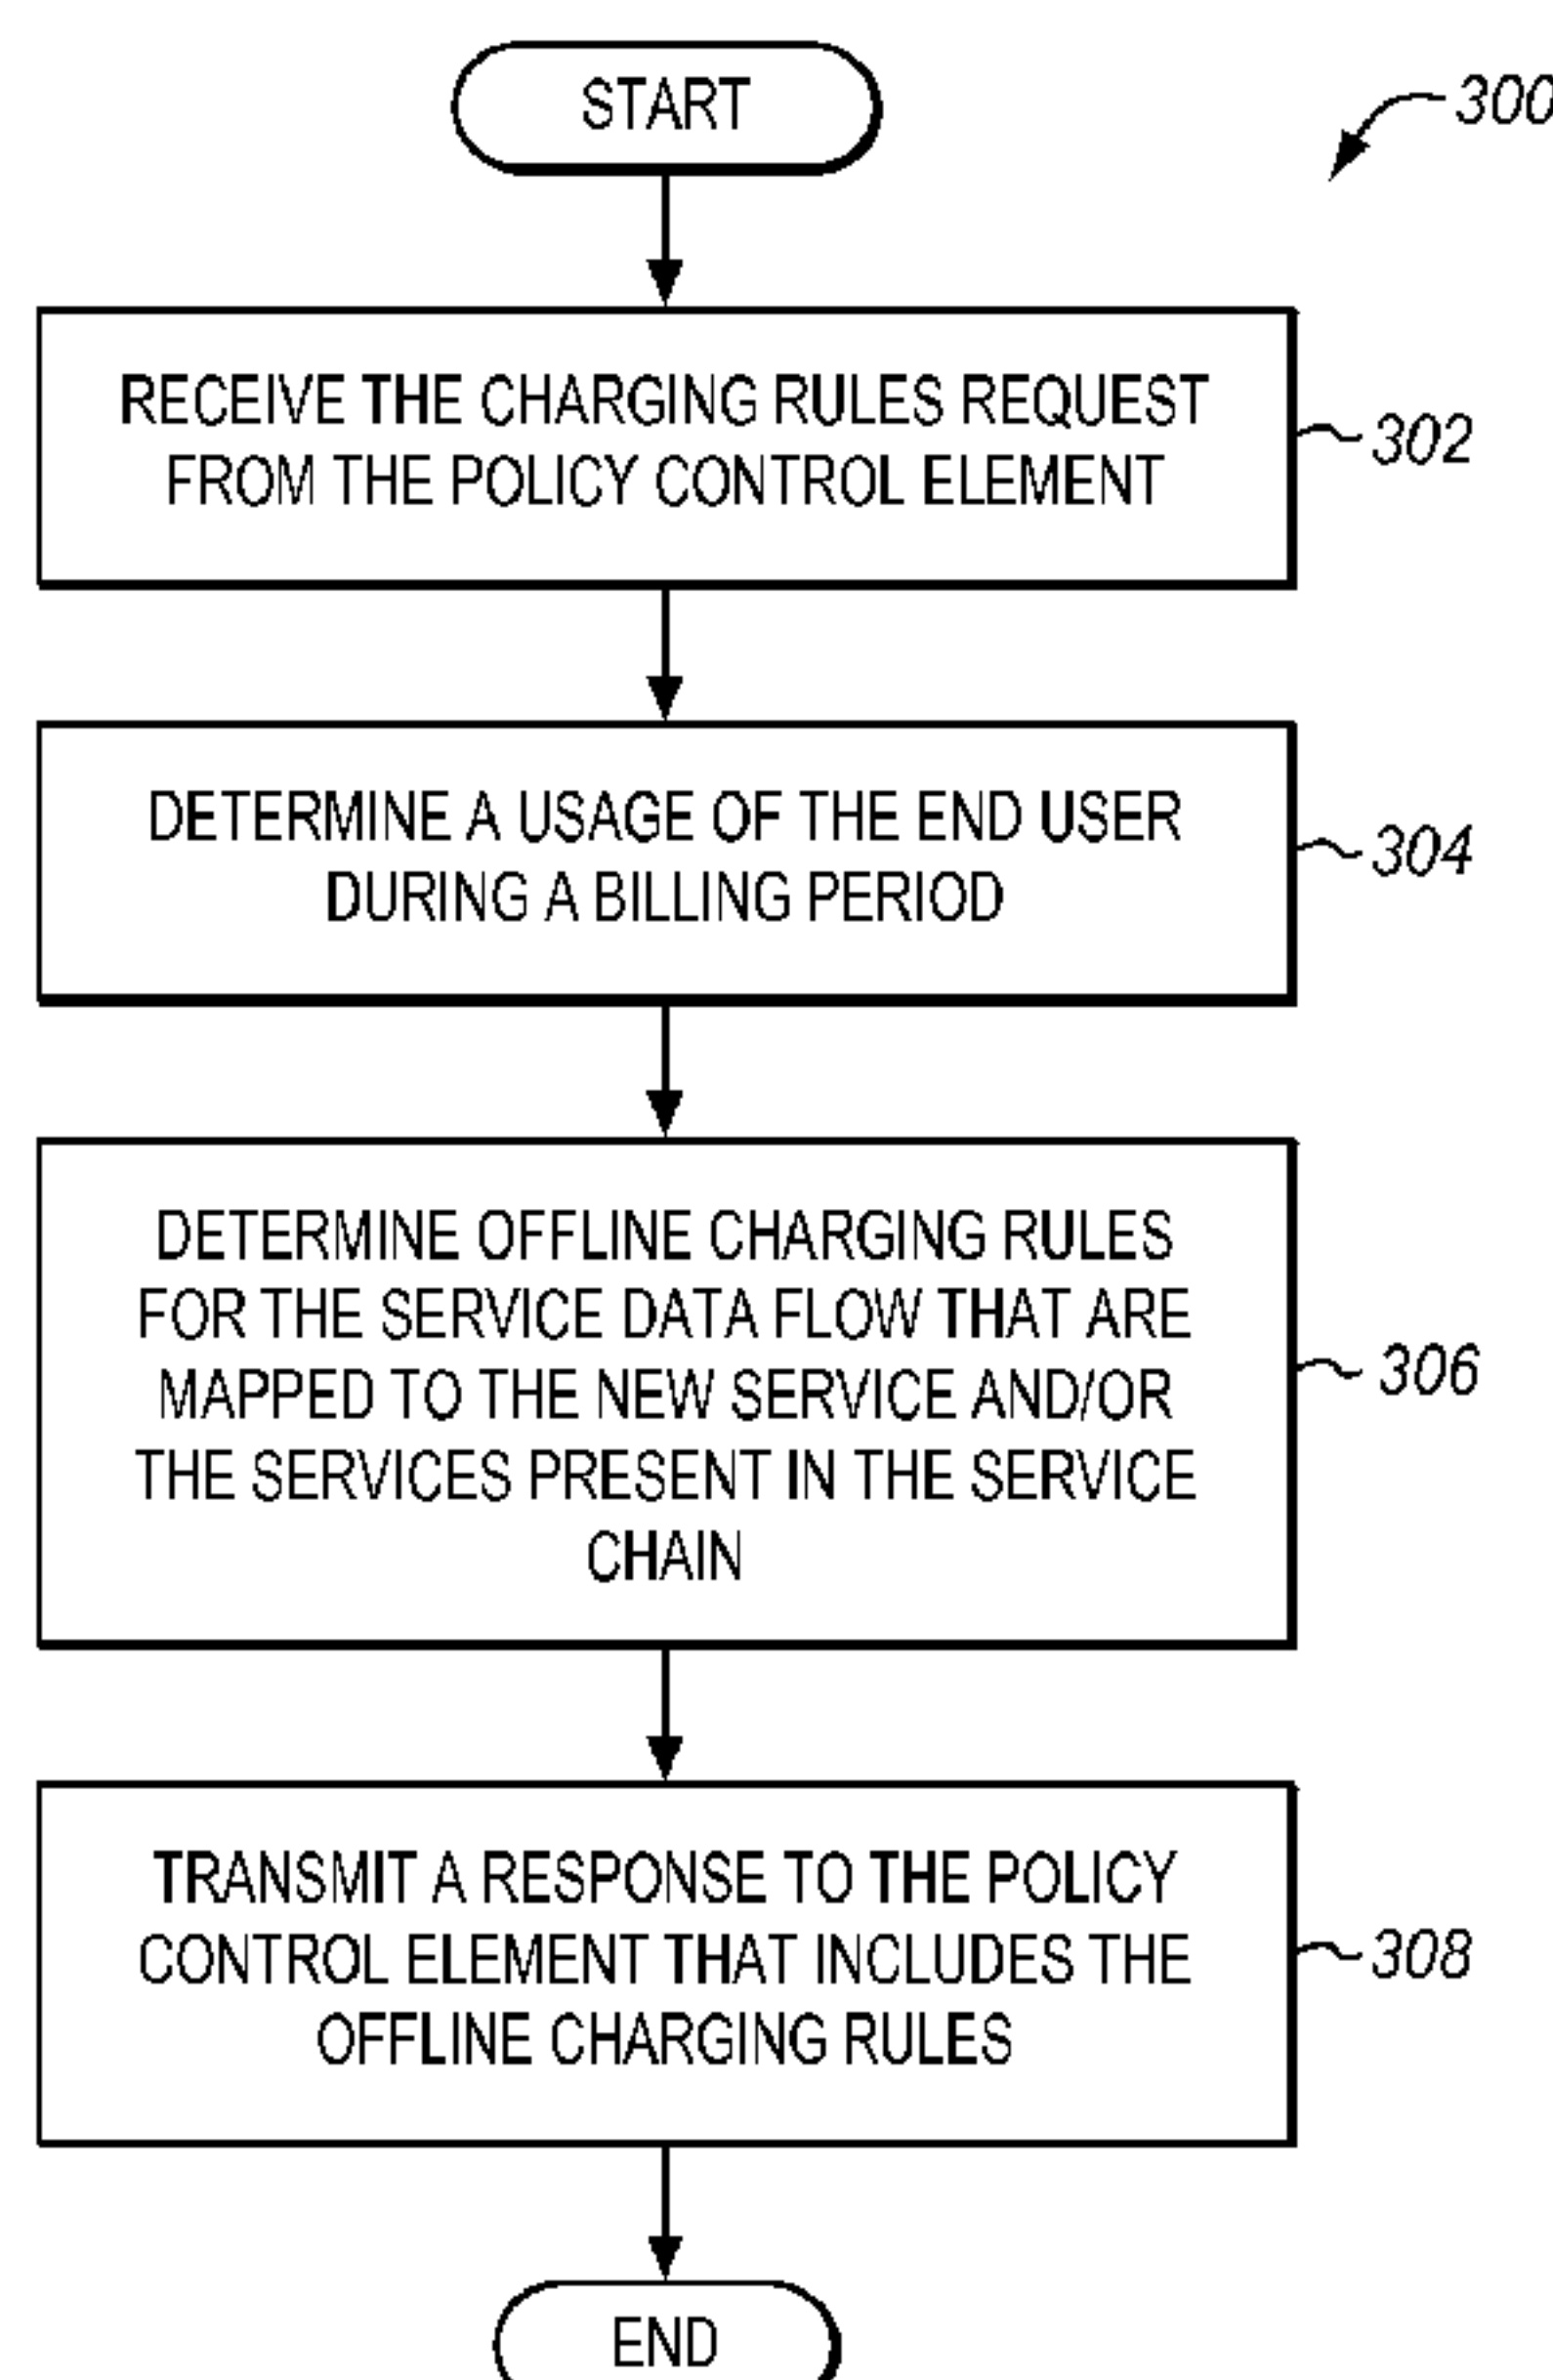 START
300
RECEIVE THE CHARGING RULES REQUEST
FROM THE POLICY CONTROL ELEMENT
302
DETERMINE A USAGE OF THE END USER
DURING A BILLING PERIOD
304
DETERMINE OFFLINE CHARGING RULES
FOR THE SERVICE DATA FLOW THAT ARE
MAPPED TO THE NEW SERVICE AND/OR
THE SERVICES PRESENT IN THE SERVICE
CHAIN
306
TRANSMIT A RESPONSE TO THE POLICY
CONTROL ELEMENT THAT INCLUDES THE
OFFLINE CHARGING RULES
308
END